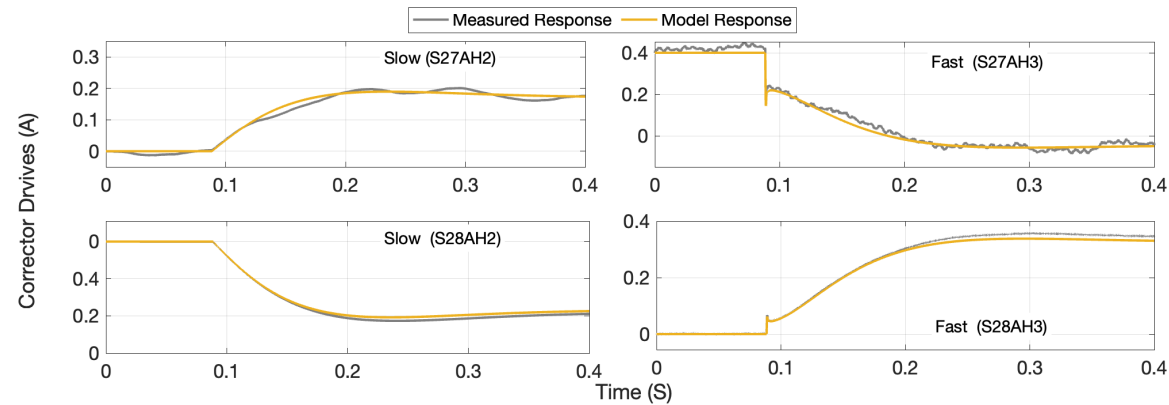 Measured Response Model Response
Corrector Drvives (A)
0.3
0.2
0.1
0
Slow (S27AH2)
0 0.1 0.2 0.3 0.4
0.4
0.2
0
Fast (S27AH3)
0 0.1 0.2 0.3 0.4
0
0.4
0.2
0
Slow (S28AH2)
0 0.1 0.2 0.3 0.4
0.4
0.2
0
Fast (S28AH3)
0 0.1 0.2 0.3 0.4
Time (S)